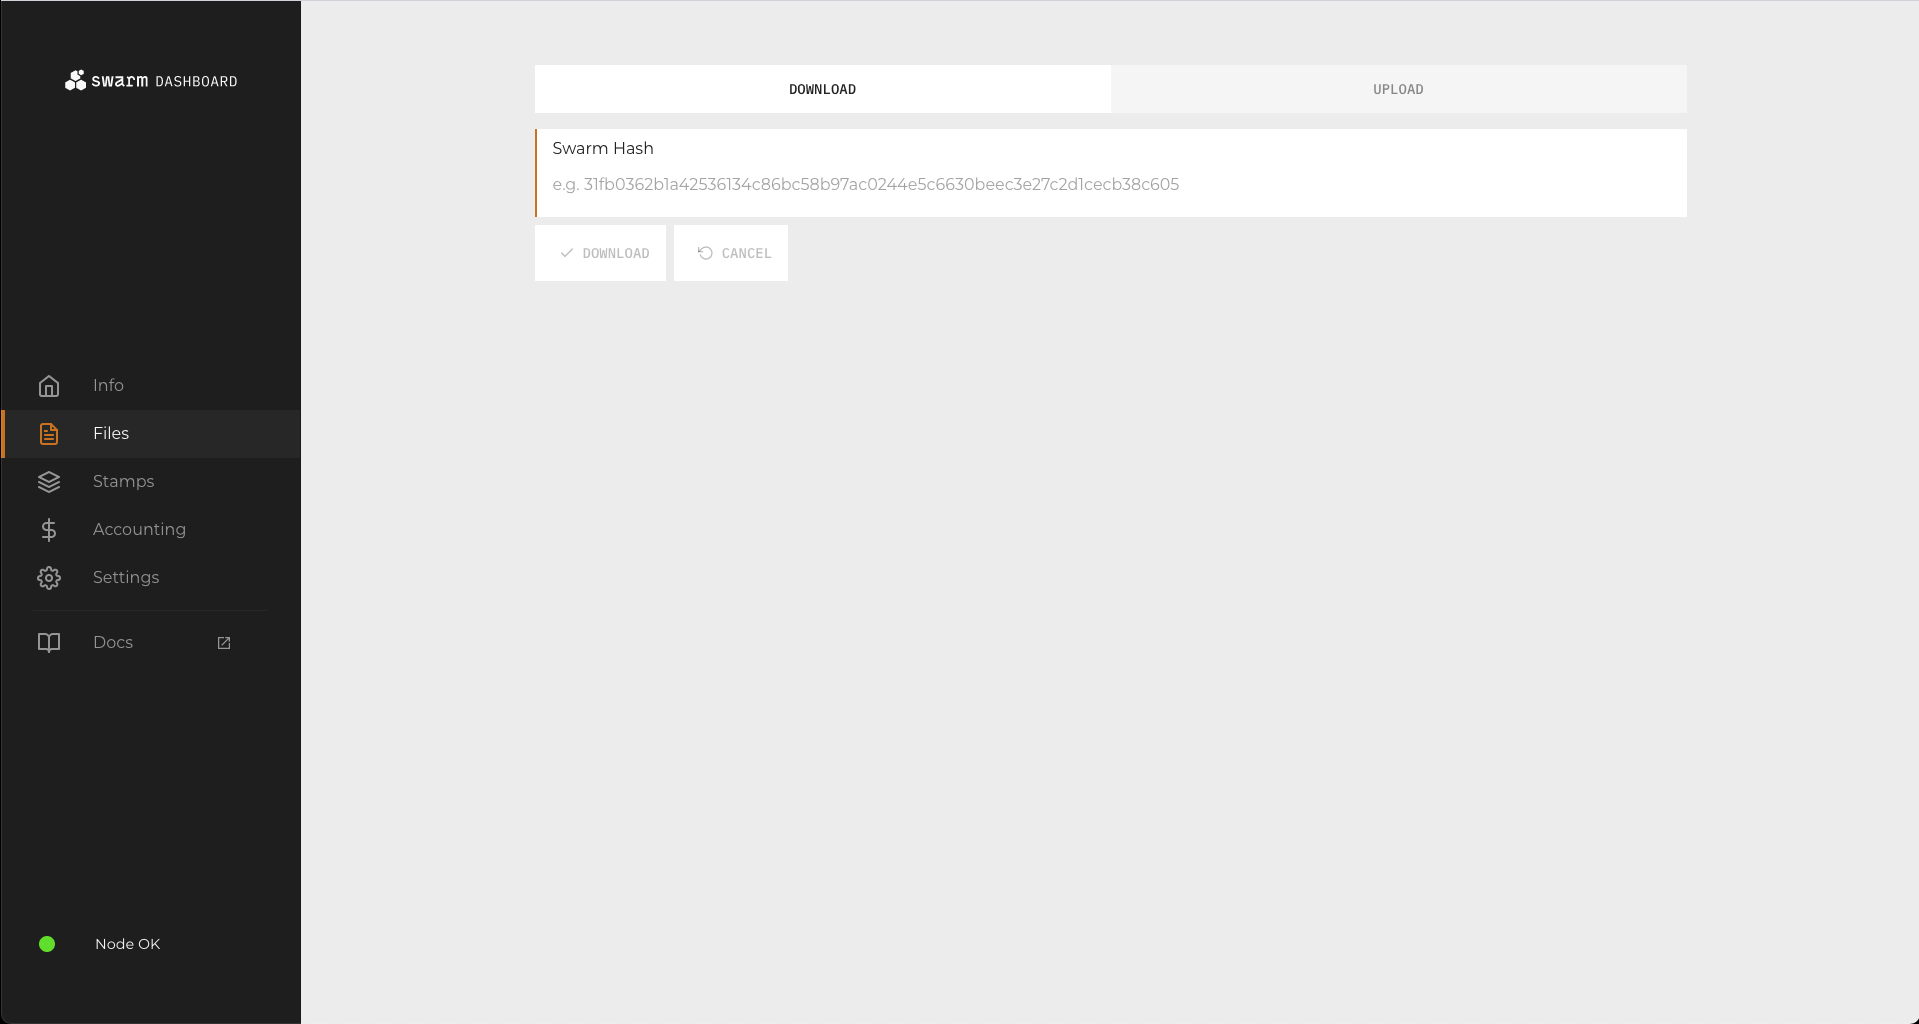 swarm DASHBOARD
Info
Files
Stamps
Accounting
Settings
Docs
Node OK
DOWNLOAD
UPLOAD
Swarm Hash
e.g. 31fb0362b1a42536134c86bc58b97ac0244e5c6630beec3e27c2d1cecb38c605
DOWNLOAD
CANCEL